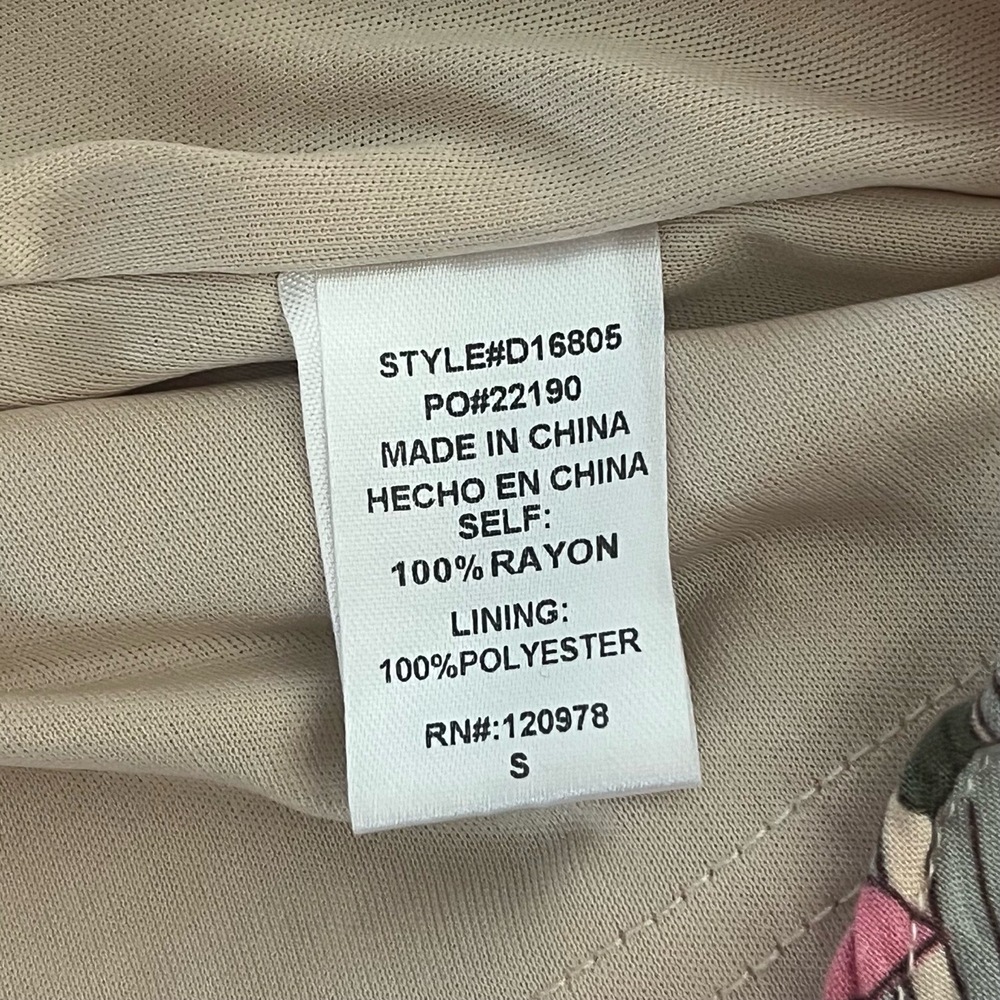 STYLE#D16805
PO#22190
MADE IN CHINA
HECHO EN CHINA
SELF:
100% RAYON
LINING:
100%POLYESTER
RN#:120978
S